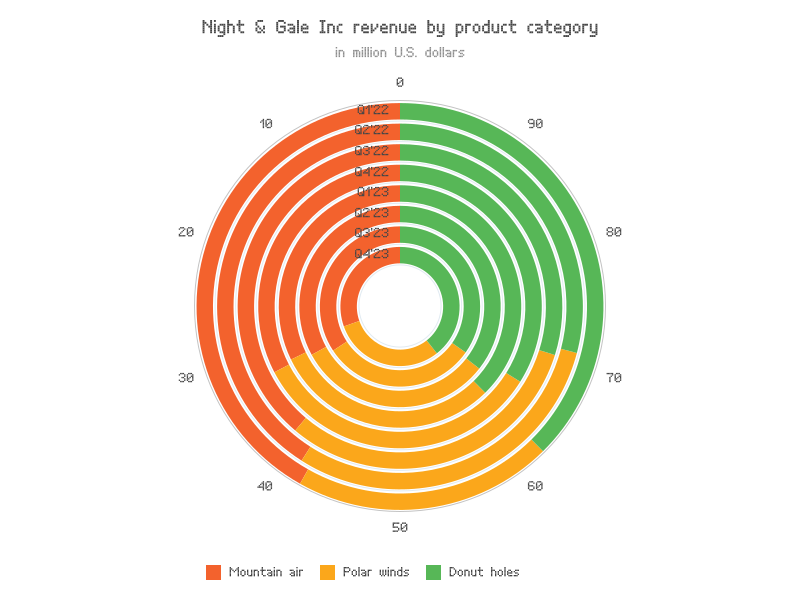 Night & Gale Inc revenue by product category
in million U.S. dollars
0
10
90
Q1'22
Q2'22
Q3'22
Q4'22
Q1'23
Q2'23
Q3'23
Q4'23
20
80
30
70
40
60
50
Mountain air
Polar winds
Donut holes